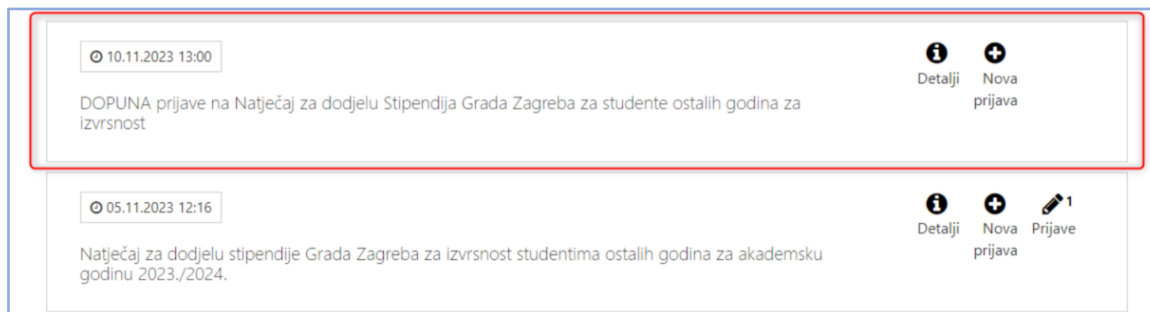 10.11.2023 13:00
Detalji
Nova
prijava
DOPUNA prijave na Natječaj za dodjelu Stipendija Grada Zagreba za studente ostalih godina za
izvrsnost
05.11.2023 12:16
1
Detalji
Nova
prijava
Prijave
Natječaj za dodjelu stipendije Grada Zagreba za izvrsnost studentima ostalih godina za akademsku
godinu 2023./2024.